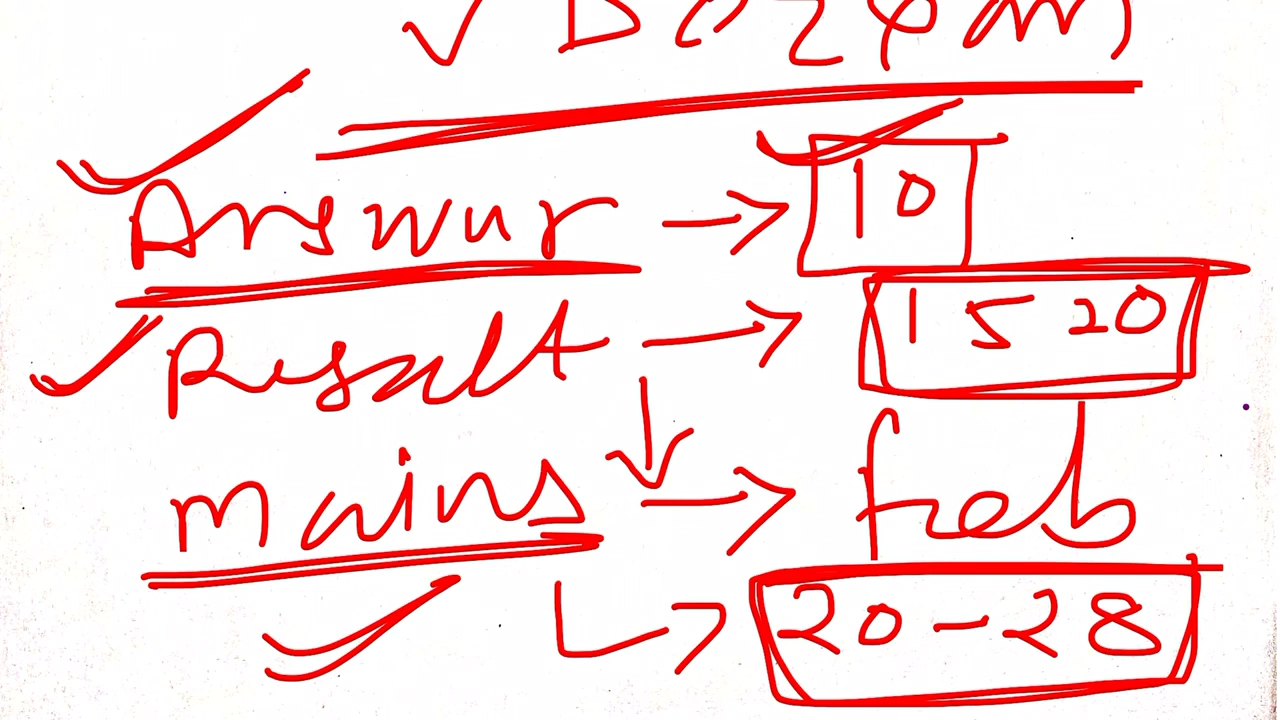 Answur → 10
Result → 15 20
mains → feb
20-28